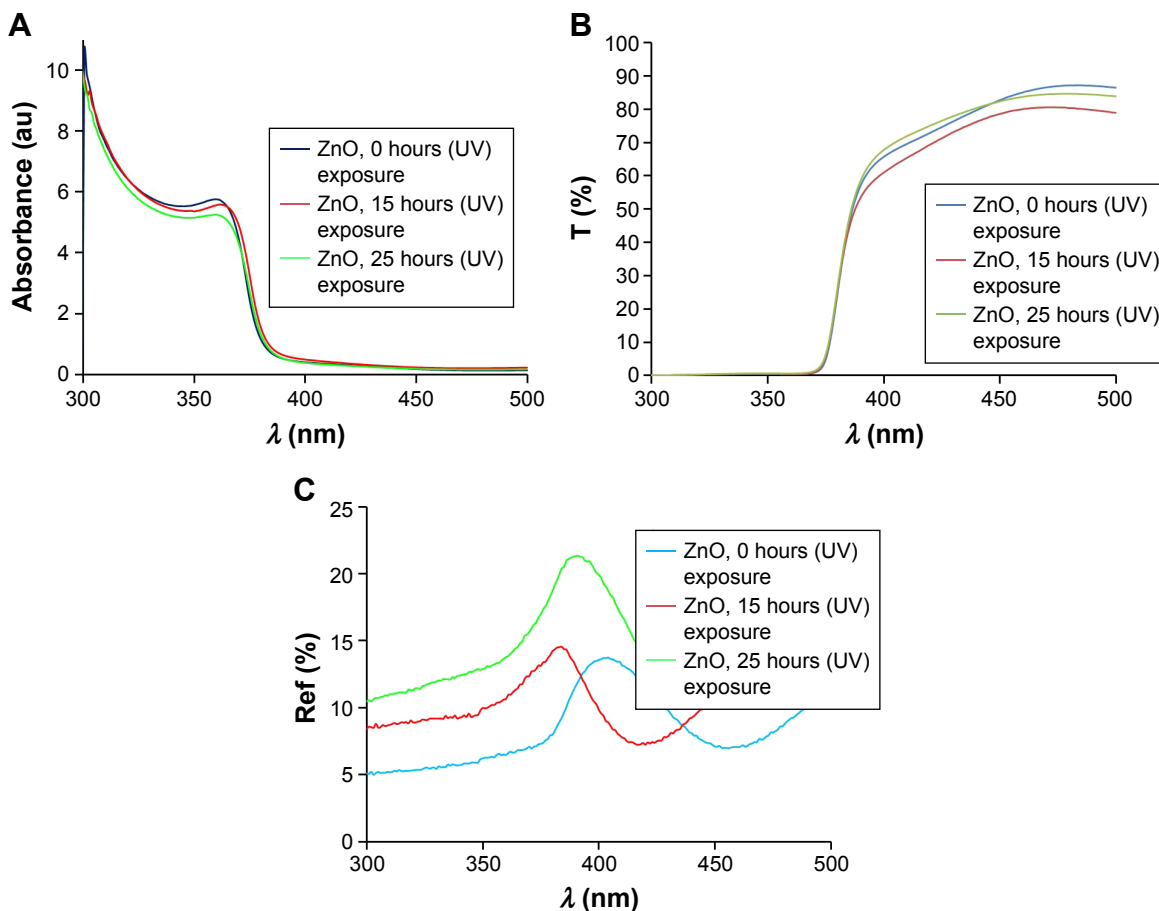 A
Absorbance (au)
10
8
6
4
2
0
300
350
400
450
500
λ (nm)
ZnO, 0 hours (UV)
exposure
ZnO, 15 hours (UV)
exposure
ZnO, 25 hours (UV)
exposure
B
T (%)
100
90
80
70
60
50
40
30
20
10
0
300
350
400
450
500
λ (nm)
ZnO, 0 hours (UV)
exposure
ZnO, 15 hours (UV)
exposure
ZnO, 25 hours (UV)
exposure
C
Ref (%)
25
20
15
10
5
0
300
350
400
450
500
λ (nm)
ZnO, 0 hours (UV)
exposure
ZnO, 15 hours (UV)
exposure
ZnO, 25 hours (UV)
exposure